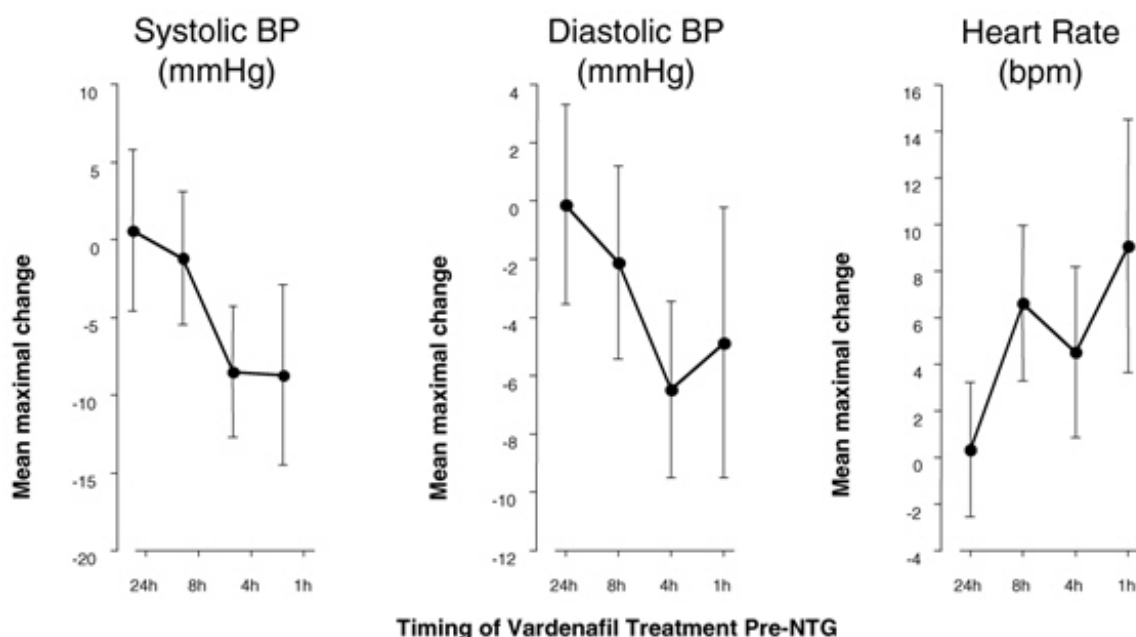 Systolic BP
(mmHg)
10
5
0
-5
-10
-15
-20
Mean maximal change
24h 8h 4h 1h
Diastolic BP
(mmHg)
4
2
0
-2
-4
-6
-8
-10
-12
Mean maximal change
24h 8h 4h 1h
Heart Rate
(bpm)
16
14
12
10
8
6
4
2
0
-2
-4
Mean maximal change
24h 8h 4h 1h
Timing of Vardenafil Treatment Pre-NTG